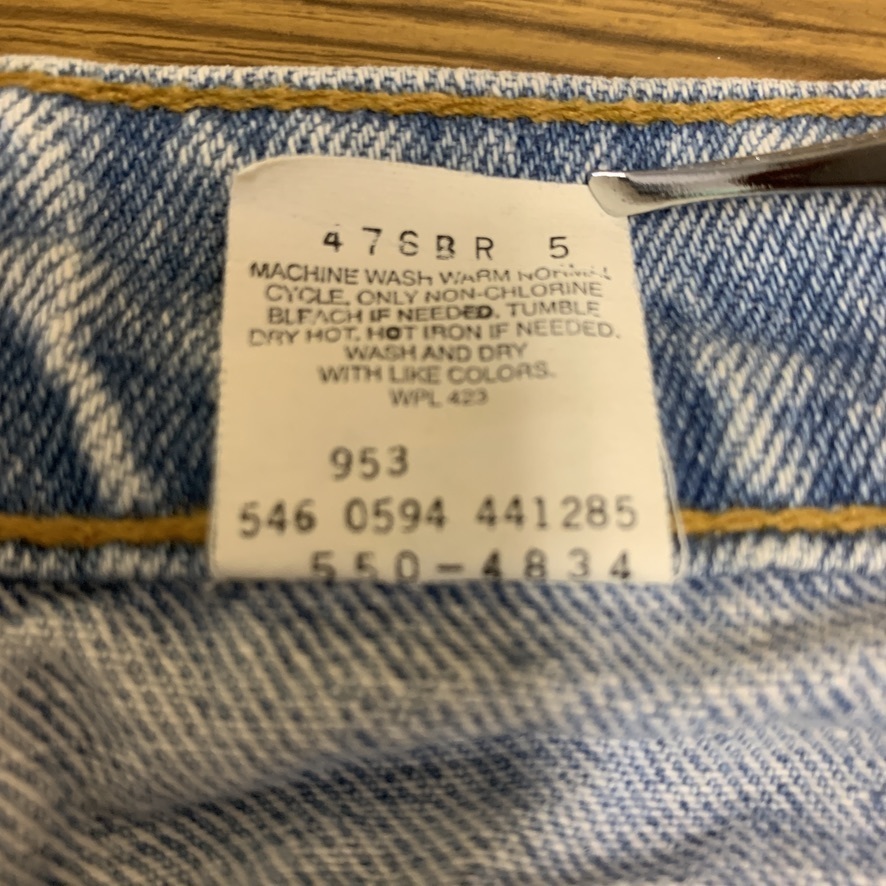 476BR 5
MACHINE WASH WARM NORMAL
CYCLE, ONLY NON-CHLORINE
BLEACH IF NEEDED. TUMBLE
DRY HOT. HOT IRON IF NEEDED.
WASH AND DRY
WITH LIKE COLORS.
WPL 423
953
546 0594 441285
550-4834